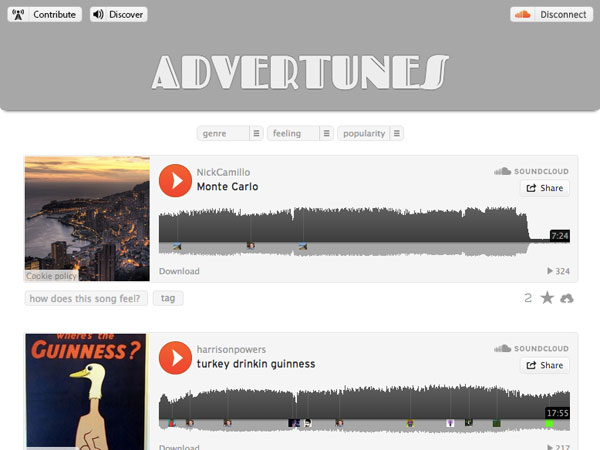 Contribute
Discover
Disconnect
ADVERTUNES
genre
feeling
popularity
NickCamillo
SOUNDCLOUD
Monte Carlo
Share
7:24
Cookie policy
Download
324
how does this song feel?
tag
2
where's the
GUINNESS?
harrisonpowers
SOUNDCLOUD
turkey drinkin guinness
Share
17:55
Download
217